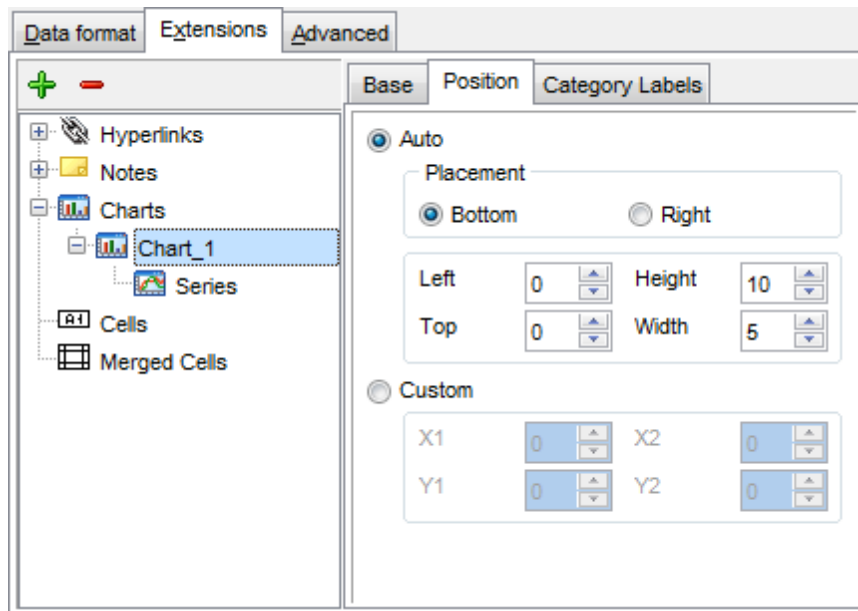 Data format Extensions Advanced
Base Position Category Labels
Hyperlinks
Notes
Charts
Chart_1
Series
A1 Cells
Merged Cells
Auto
Placement
Bottom Right
Left 0 Height 10
Top 0 Width 5
Custom
X1 0 X2 0
Y1 0 Y2 0